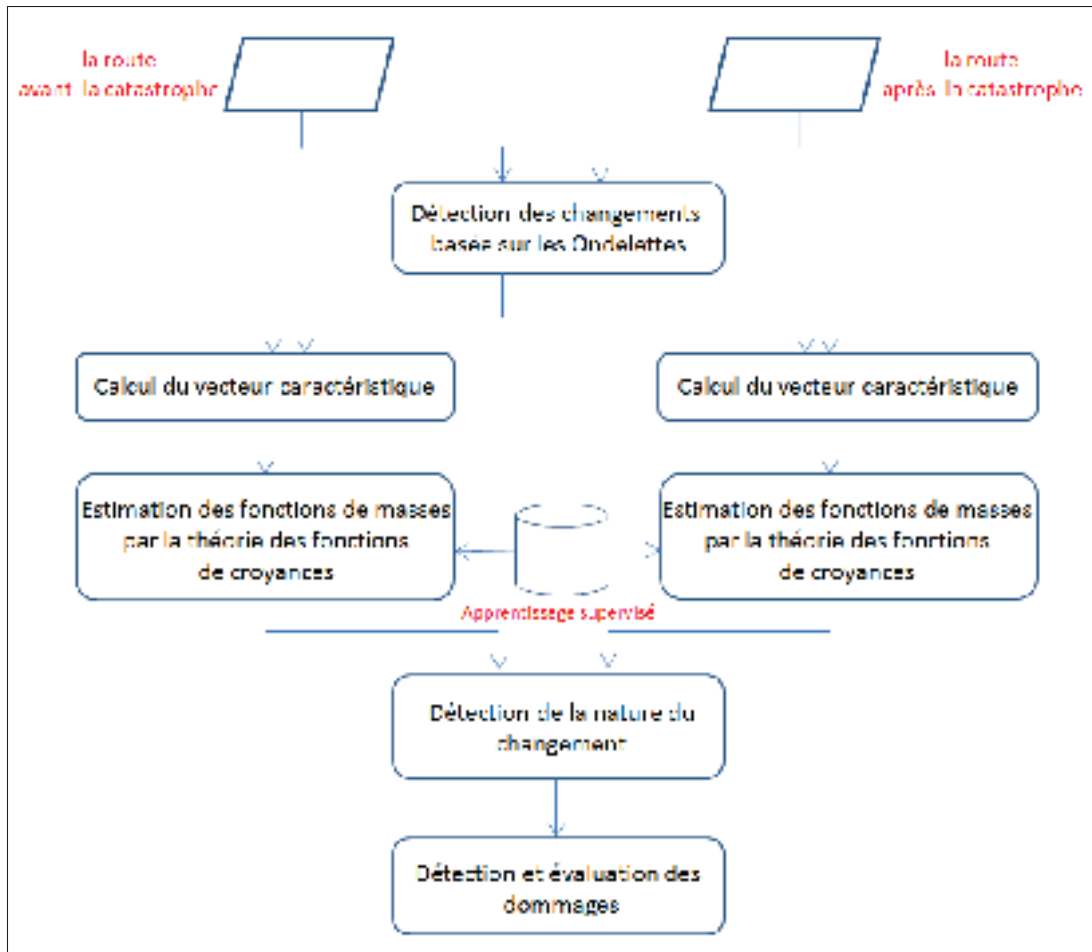 la route
avant la catastrophe
la route
après la catastrophe
Détection des changements
basée sur les Ondelettes
Calcul du vecteur caractéristique
Calcul du vecteur caractéristique
Estimation des fonctions de masses
par la théorie des fonctions
de croyances
Estimation des fonctions de masses
par la théorie des fonctions
de croyances
Apprentissage supervisé
Détection de la nature du
changement
Détection et évaluation des
dommages